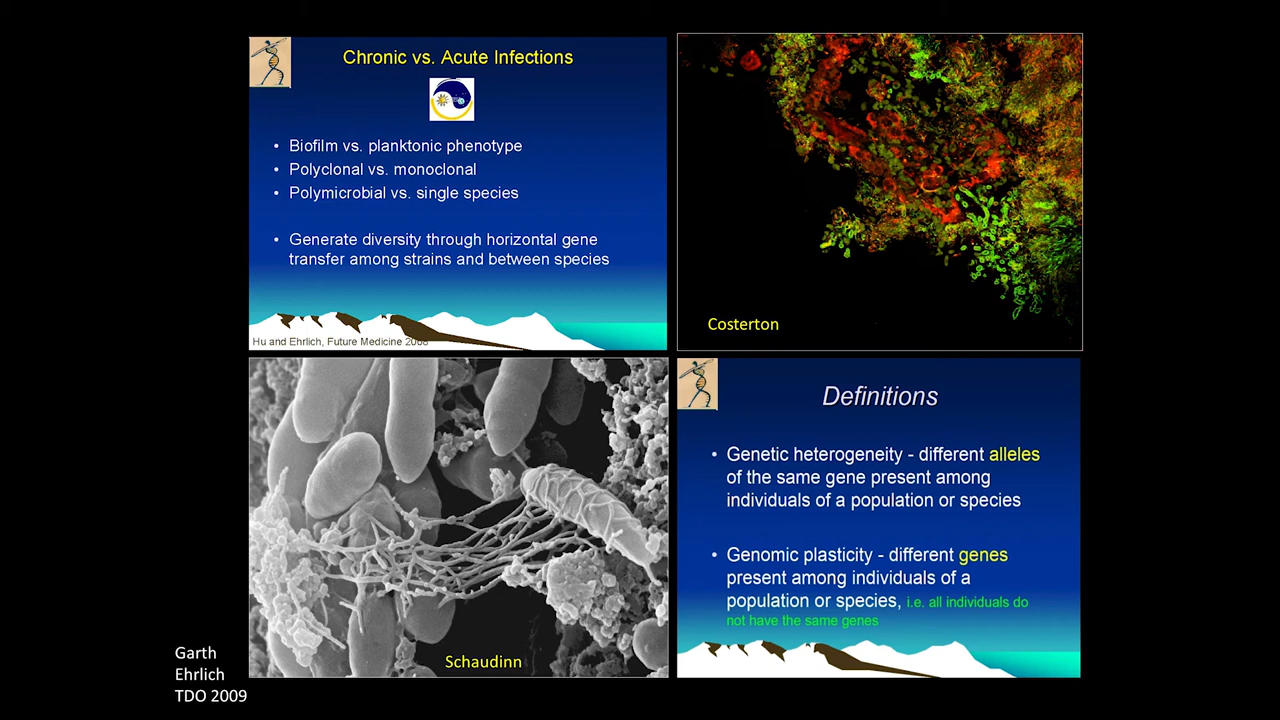 Chronic vs. Acute Infections
• Biofilm vs. planktonic phenotype
• Polyclonal vs. monoclonal
• Polymicrobial vs. single species
• Generate diversity through horizontal gene
transfer among strains and between species
Hu and Ehrlich, Future Medicine 2008
Costerton
Schaudinn
Definitions
• Genetic heterogeneity - different alleles
of the same gene present among
individuals of a population or species
• Genomic plasticity - different genes
present among individuals of a
population or species, i.e. all individuals do
not have the same genes
Garth
Ehrlich
TDO 2009